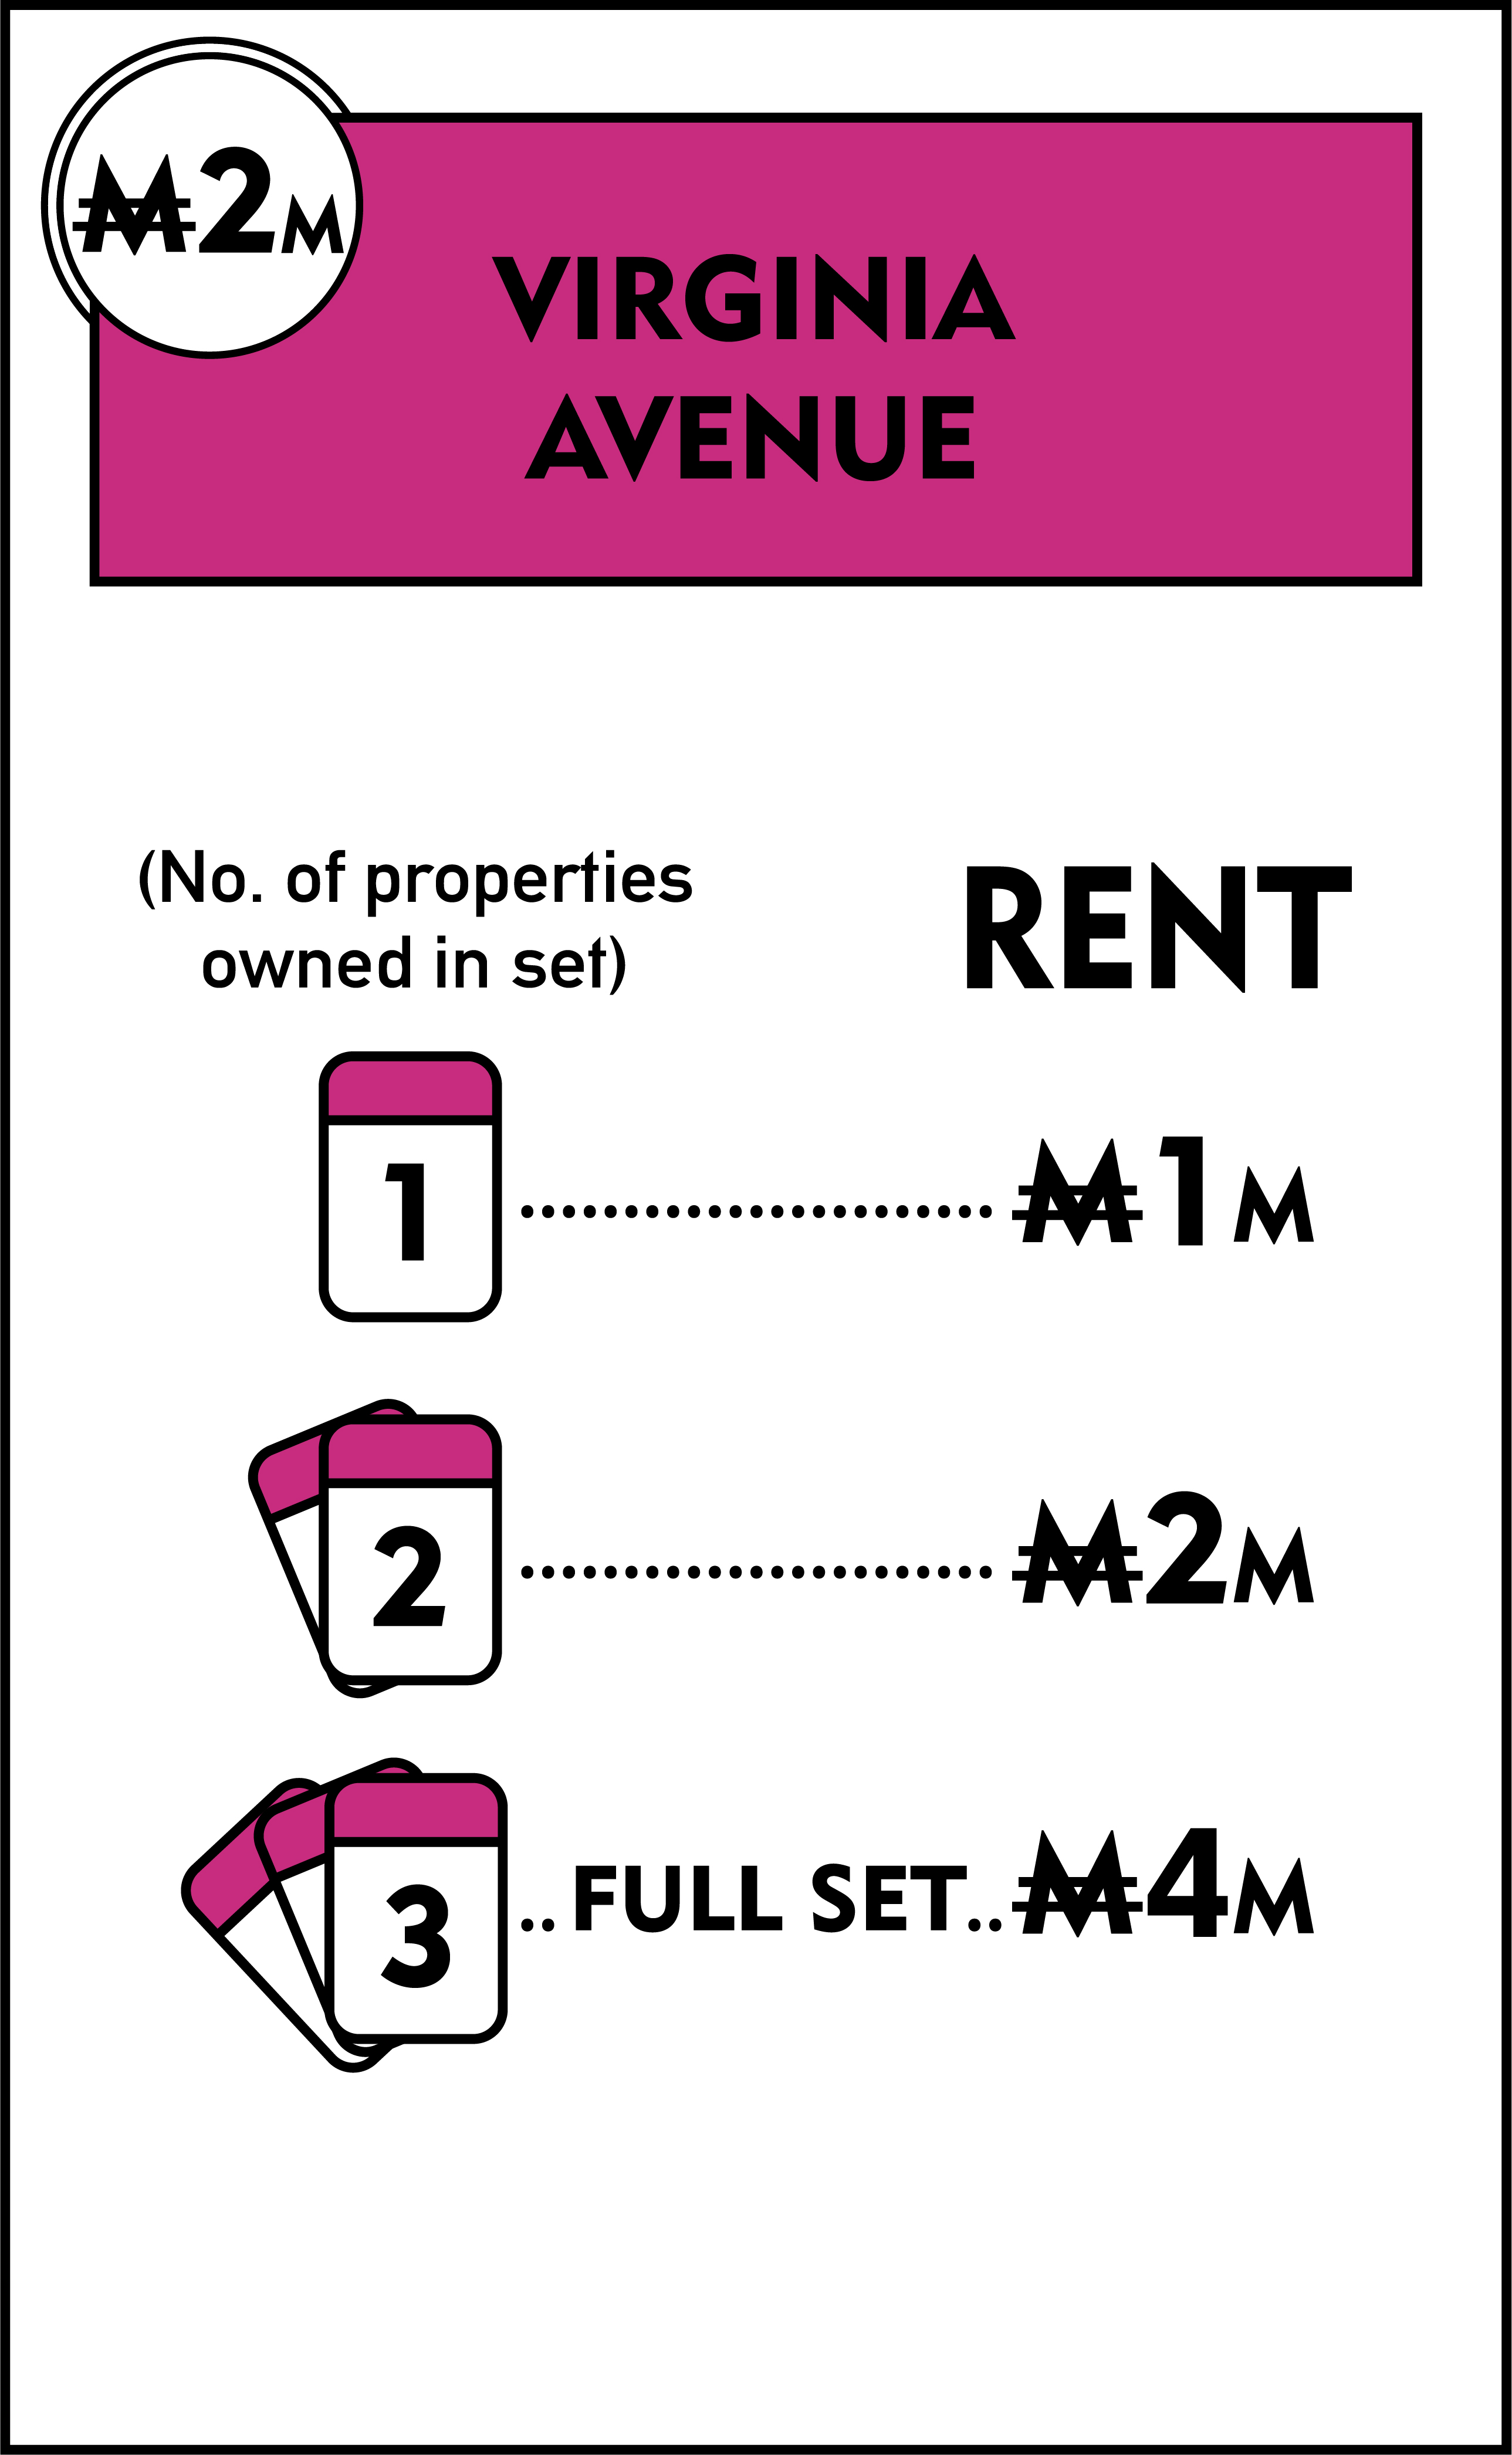 ₩2M
VIRGINIA
AVENUE
(No. of properties
owned in set)
RENT
1 ....................... ₩1M
2 ....................... ₩2M
3 ..FULL SET.. ₩4M